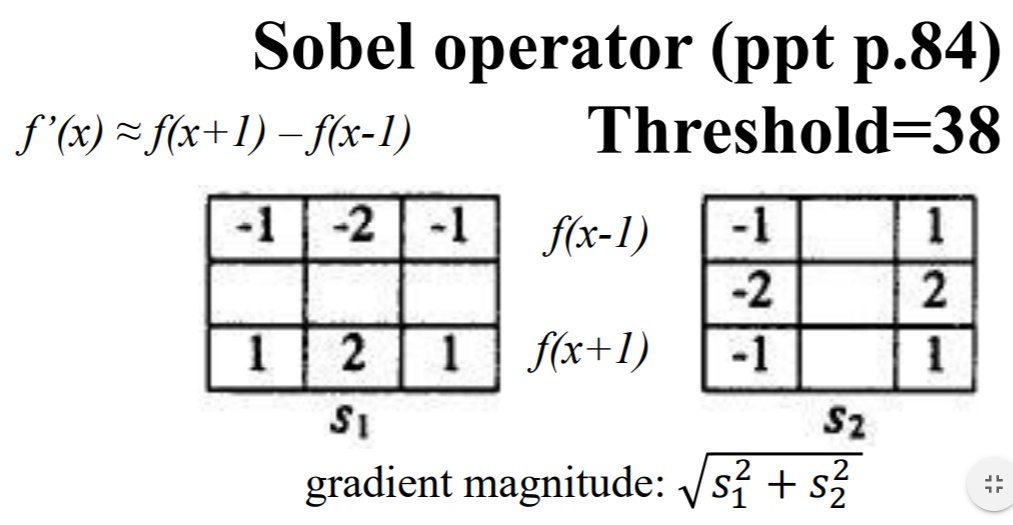 Sobel operator (ppt p.84)
f’(x) ≈ f(x+1) – f(x-1)
Threshold=38
-1 -2 -1 f(x-1) -1 1
-2 2
1 2 1 f(x+1) -1 1
s1 s2
gradient magnitude: √(s₁² + s₂²)